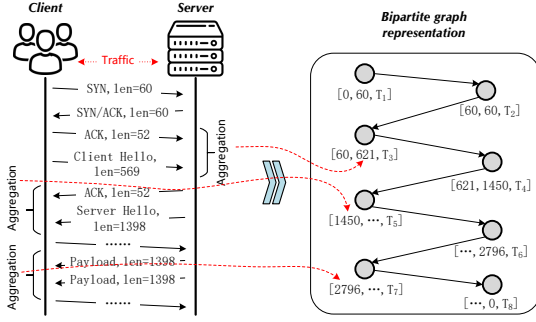 Client
Server
Traffic
SYN,len=60
SYN/ACK,len=60
ACK,len=52
Client Hello,
len=569
Aggregation
ACK,len=52
Server Hello,
len=1398
Aggregation
……
Payload,len=1398
Payload,len=1398
Aggregation
……
Bipartite graph
representation
[0, 60, T1]
[60, 60, T2]
[60, 621, T3]
[621, 1450, T4]
[1450, …, T5]
[…, 2796, T6]
[2796, …, T7]
[…, 0, T8]